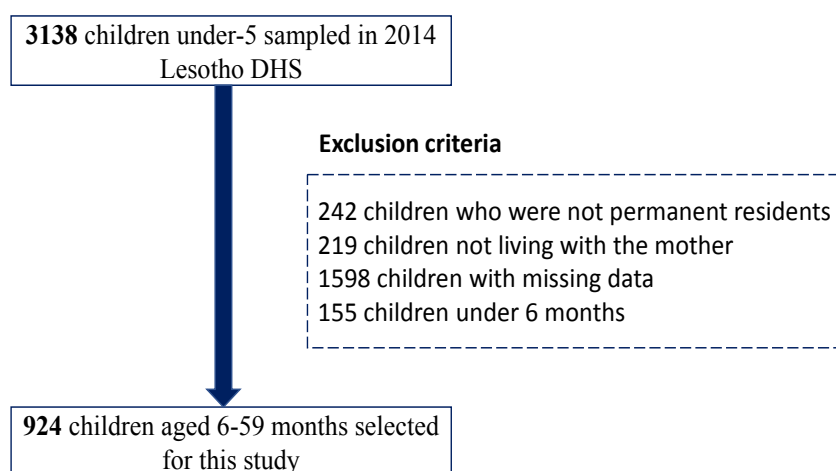 3138 children under-5 sampled in 2014
Lesotho DHS
Exclusion criteria
242 children who were not permanent residents
219 children not living with the mother
1598 children with missing data
155 children under 6 months
924 children aged 6-59 months selected
for this study